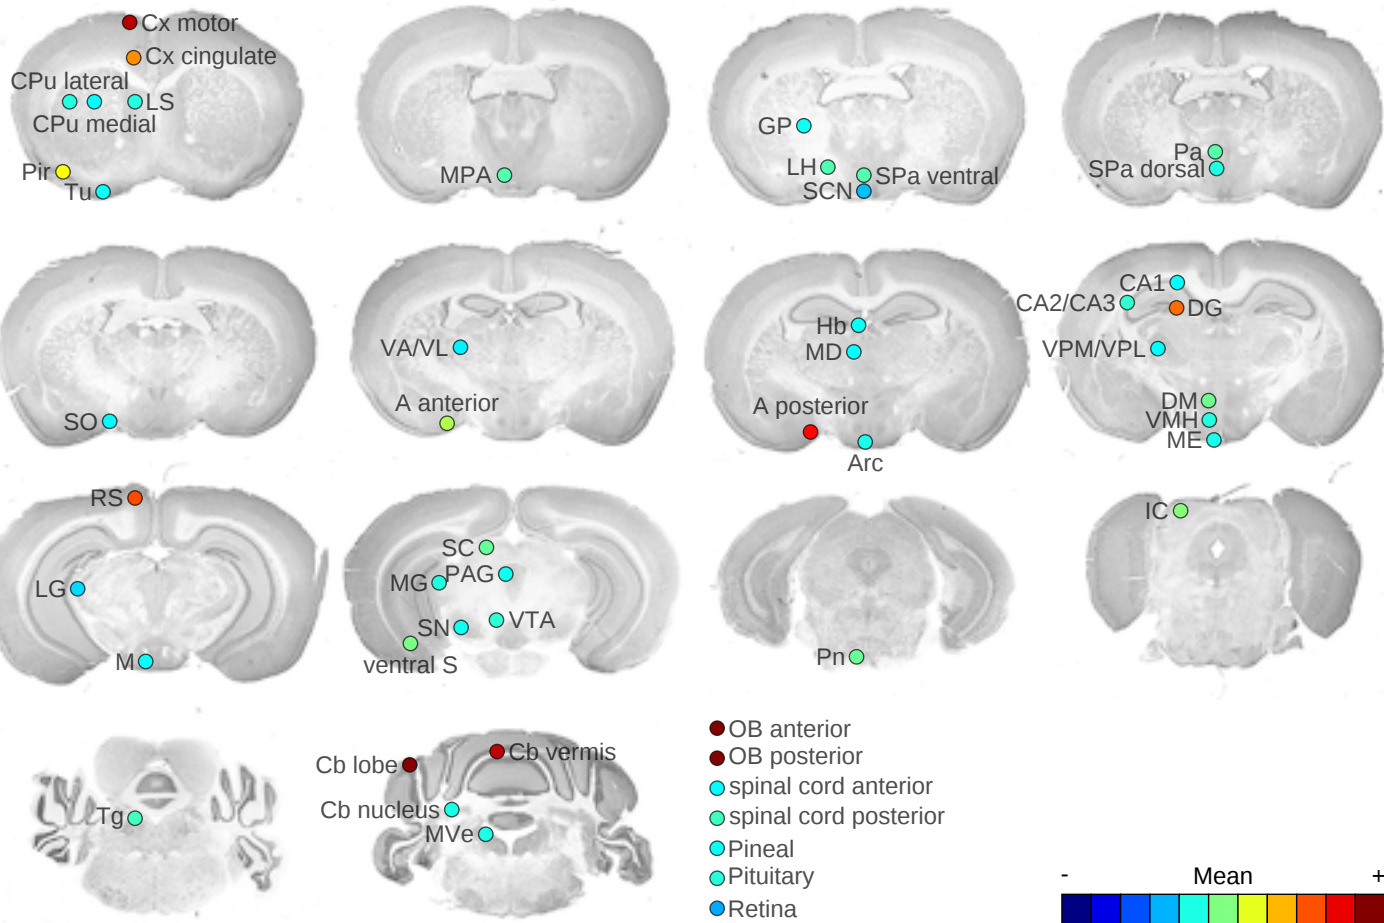 Cx motor
Cx cingulate
CPu lateral
LS
CPu medial
Pir
Tu
MPA
GP
LH
SPa ventral
SCN
Pa
SPa dorsal
SO
VA/VL
A anterior
Hb
MD
A posterior
Arc
CA1
CA2/CA3
DG
VPM/VPL
DM
VMH
ME
RS
LG
M
SC
MG
PAG
SN
VTA
ventral S
Pn
IC
Tg
Cb lobe
Cb vermis
Cb nucleus
MVe
OB anterior
OB posterior
spinal cord anterior
spinal cord posterior
Pineal
Pituitary
Retina
- Mean +